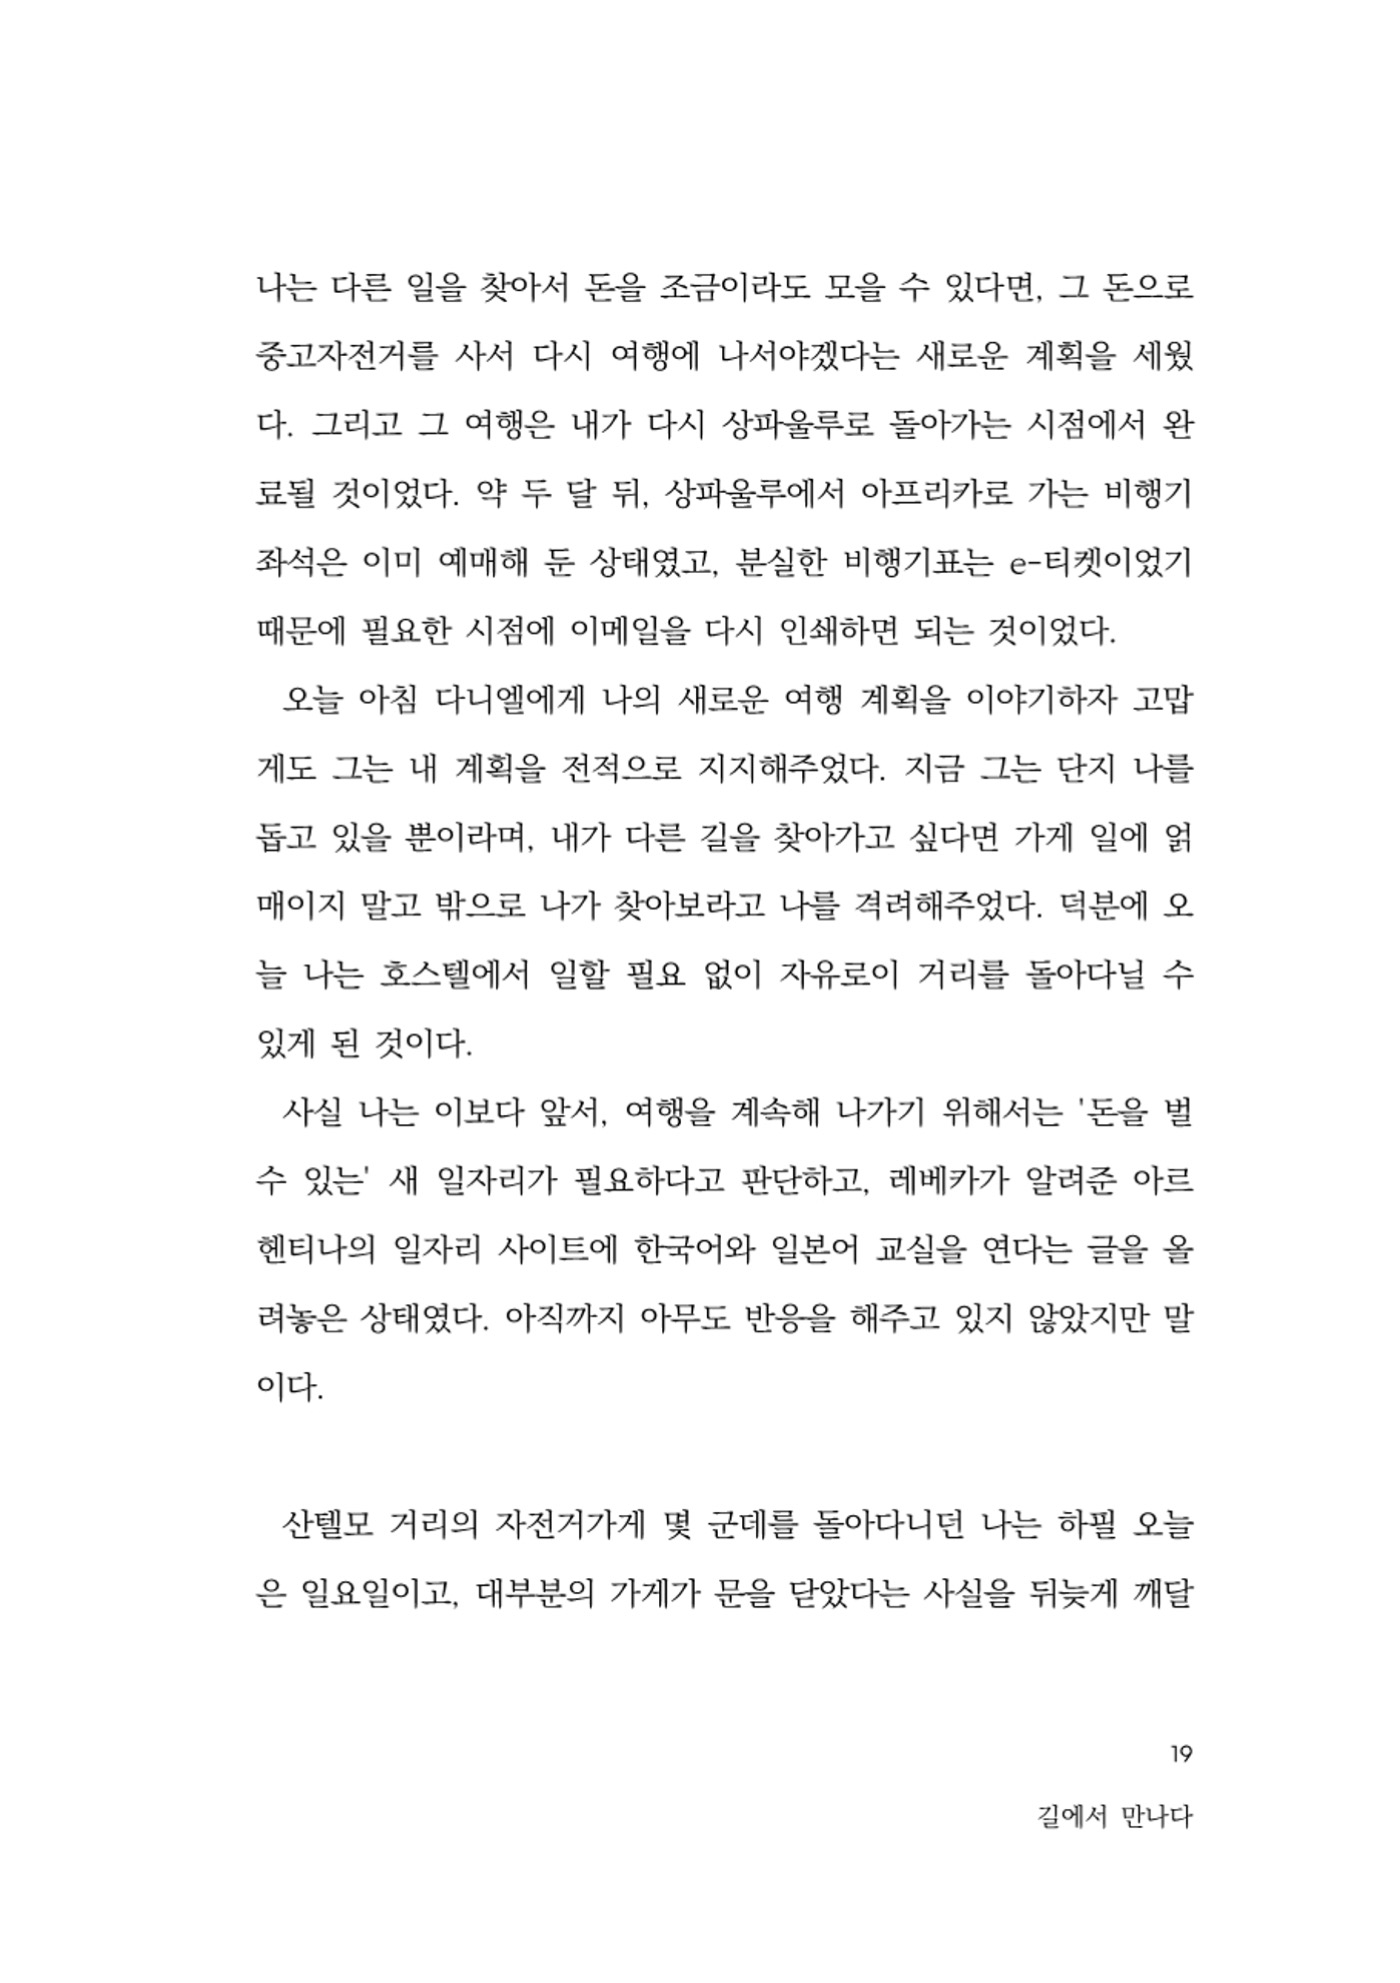 나는 다른 일을 찾아서 돈을 조금이라도 모을 수 있다면, 그 돈으로
중고자전거를 사서 다시 여행에 나서야겠다는 새로운 계획을 세웠
다. 그리고 그 여행은 내가 다시 상파울루로 돌아가는 시점에서 완
료될 것이었다. 약 두 달 뒤, 상파울루에서 아프리카로 가는 비행기
좌석은 이미 예매해 둔 상태였고, 분실한 비행기표는 e-티켓이었기
때문에 필요한 시점에 이메일을 다시 인쇄하면 되는 것이었다.
오늘 아침 다니엘에게 나의 새로운 여행 계획을 이야기하자 고맙
게도 그는 내 계획을 전적으로 지지해주었다. 지금 그는 단지 나를
돕고 있을 뿐이라며, 내가 다른 길을 찾아가고 싶다면 가게 일에 얽
매이지 말고 밖으로 나가 찾아보라고 나를 격려해주었다. 덕분에 오
늘 나는 호스텔에서 일할 필요 없이 자유로이 거리를 돌아다닐 수
있게 된 것이다.
사실 나는 이보다 앞서, 여행을 계속해 나가기 위해서는 '돈을 벌
수 있는' 새 일자리가 필요하다고 판단하고, 레베카가 알려준 아르
헨티나의 일자리 사이트에 한국어와 일본어 교실을 연다는 글을 올
려놓은 상태였다. 아직까지 아무도 반응을 해주고 있지 않았지만 말
이다.
산텔모 거리의 자전거가게 몇 군데를 돌아다니던 나는 하필 오늘
은 일요일이고, 대부분의 가게가 문을 닫았다는 사실을 뒤늦게 깨달
19
길에서 만나다